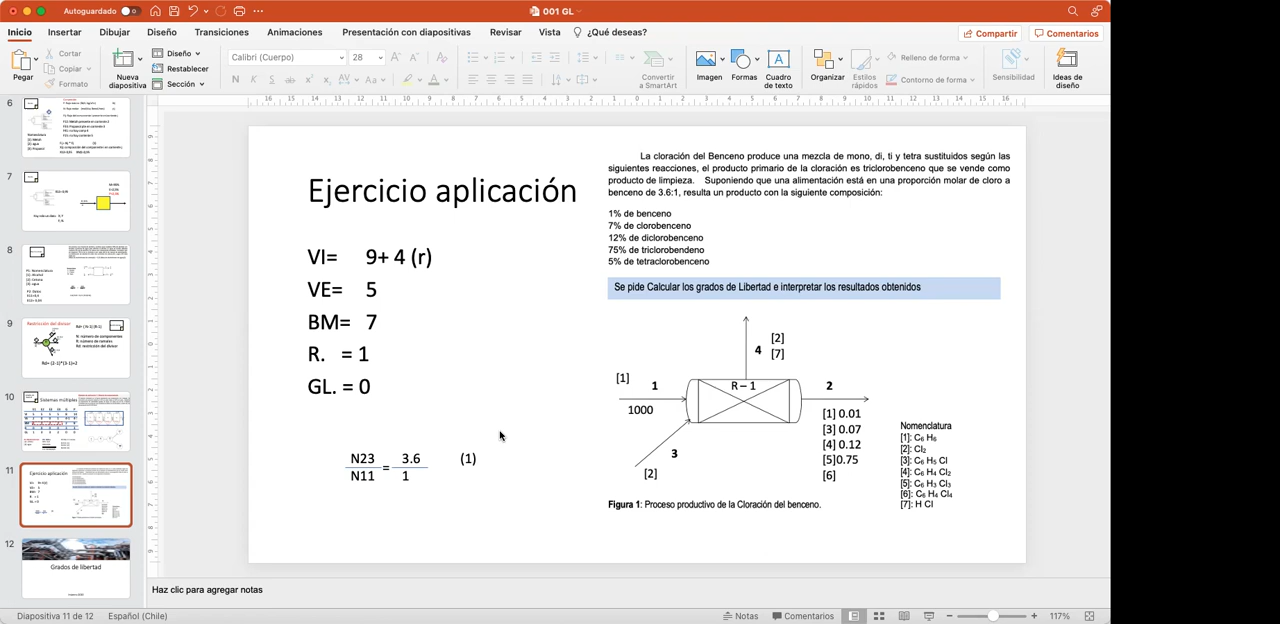 Autoguardado
001 GL
Inicio
Insertar
Dibujar
Diseño
Transiciones
Animaciones
Presentación con diapositivas
Revisar
Vista
¿Qué deseas?
Compartir
Comentarios
Pegar
Cortar
Copiar
Formato
Nueva diapositiva
Diseño
Restablecer
Sección
Calibri (Cuerpo)
28
N K S ab
Convertir a SmartArt
Imagen
Formas
Cuadro de texto
Organizar
Estilos rápidos
Relleno de forma
Contorno de forma
Sensibilidad
Ideas de diseño
6
7
8
9
Restricción del divisor
10
Sistemas múltiples
11
Ejercicio aplicación
12
Grados de libertad
Ejercicio aplicación
VI= 9+ 4 (r)
VE= 5
BM= 7
R. = 1
GL. = 0
N23 = 3.6 (1)
N11 1
La cloración del Benceno produce una mezcla de mono, di, ti y tetra sustituidos según las
siguientes reacciones, el producto primario de la cloración es triclorobenceno que se vende como
producto de limpieza. Suponiendo que una alimentación está en una proporción molar de cloro a
benceno de 3.6:1, resulta un producto con la siguiente composición:
1% de benceno
7% de clorobenceno
12% de diclorobenceno
75% de triclorobendeno
5% de tetraclorobenceno
Se pide Calcular los grados de Libertad e interpretar los resultados obtenidos
[2]
4
[7]
[1]
1
1000
R – 1
2
3
[2]
[1] 0.01
[3] 0.07
[4] 0.12
[5]0.75
[6]
Nomenclatura
[1]: C6 H6
[2]: Cl2
[3]: C6 H5 Cl
[4]: C6 H4 Cl2
[5]: C6 H3 Cl3
[6]: C6 H4 Cl4
[7]: H Cl
Figura 1: Proceso productivo de la Cloración del benceno.
Haz clic para agregar notas
Diapositiva 11 de 12
Español (Chile)
Notas
Comentarios
117%